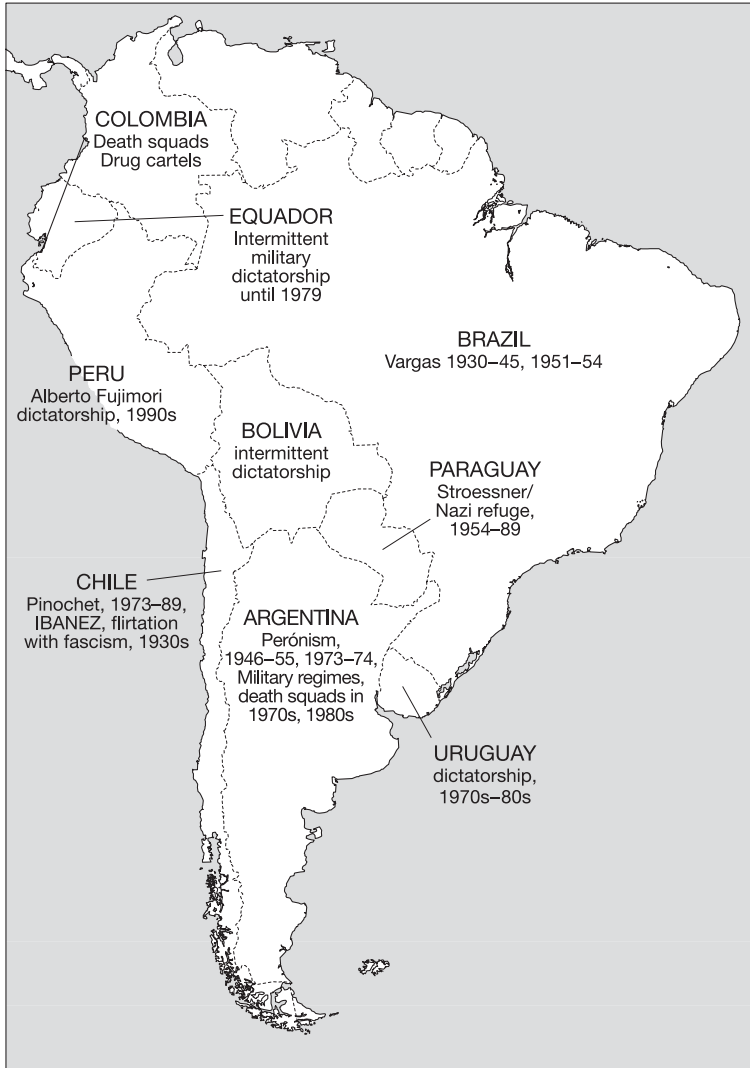 COLOMBIA
Death squads
Drug cartels
EQUADOR
Intermittent
military
dictatorship
until 1979
BRAZIL
Vargas 1930–45, 1951–54
PERU
Alberto Fujimori
dictatorship, 1990s
BOLIVIA
intermittent
dictatorship
PARAGUAY
Stroessner/
Nazi refuge,
1954–89
CHILE
Pinochet, 1973–89,
IBANEZ, flirtation
with fascism, 1930s
ARGENTINA
Perónism,
1946–55, 1973–74,
Military regimes,
death squads in
1970s, 1980s
URUGUAY
dictatorship,
1970s–80s